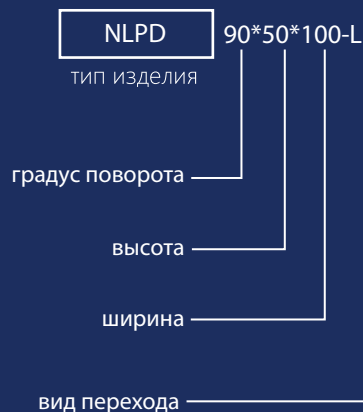 NLPD 90*50*100-L
тип изделия
градус поворота
высота
ширина
вид перехода